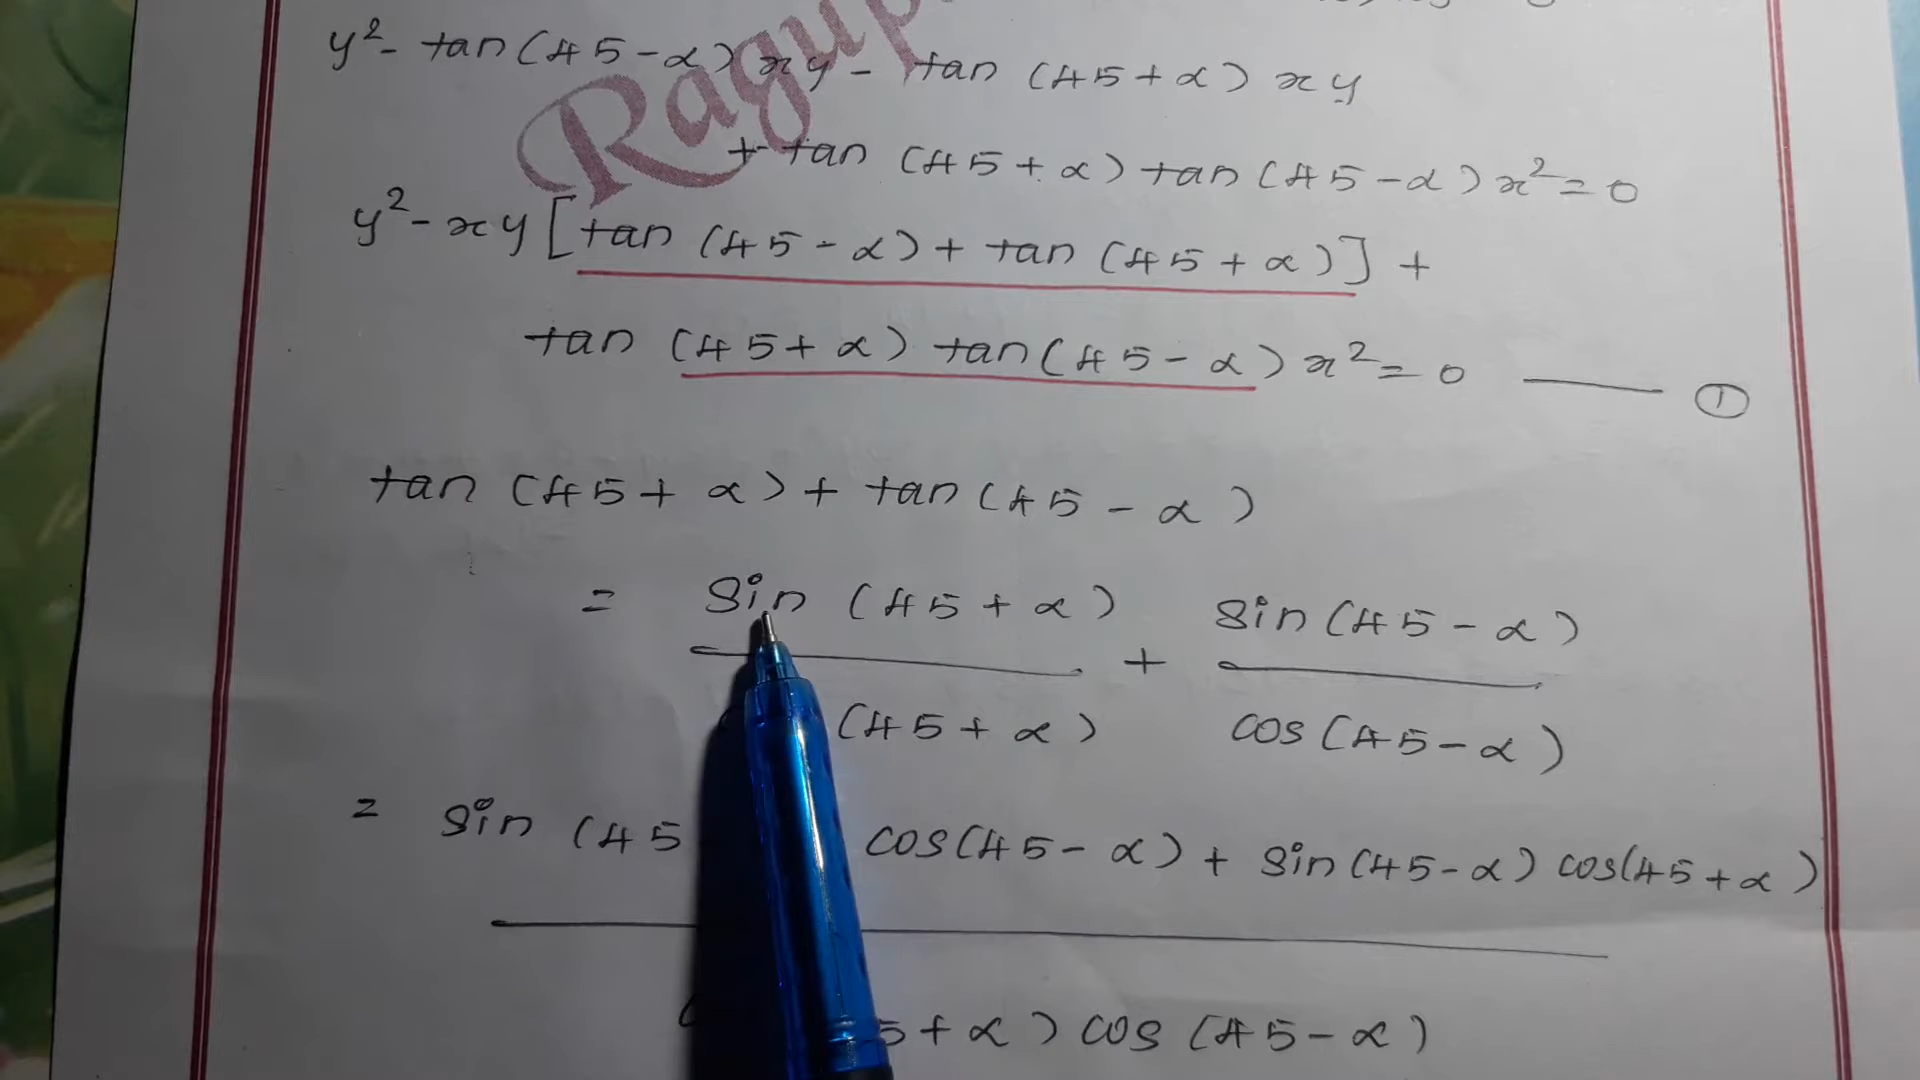 y² - tan (45-α) xy - tan (45+α) xy
+ tan (45+α) tan (45-α) x² = 0
y² - xy [tan (45-α) + tan (45+α)] +
tan (45+α) tan (45-α) x² = 0 —— ①
tan (45+α) + tan (45-α)
= sin (45+α) + sin (45-α)
(45+α) cos (45-α)
= sin (45 cos(45-α) + sin (45-α) cos(45+α)
5+α) cos (45-α)